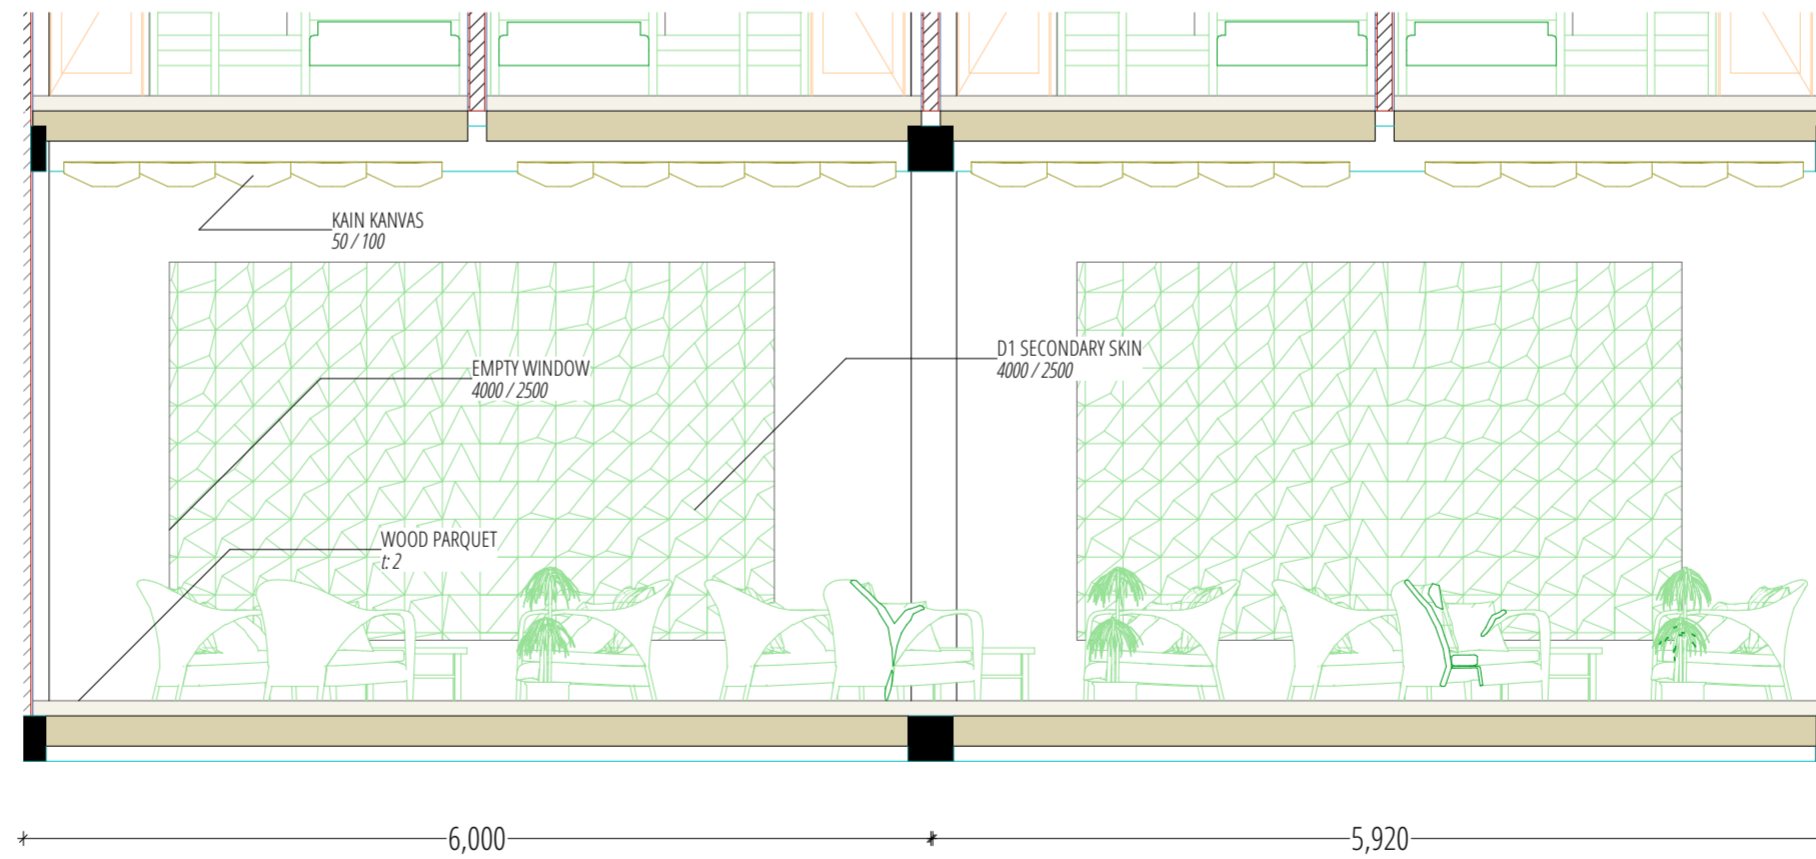 KAIN KANVAS
50 / 100
D1 SECONDARY SKIN
4000 / 2500
EMPTY WINDOW
4000 / 2500
WOOD PARQUET
t: 2
6,000
5,920